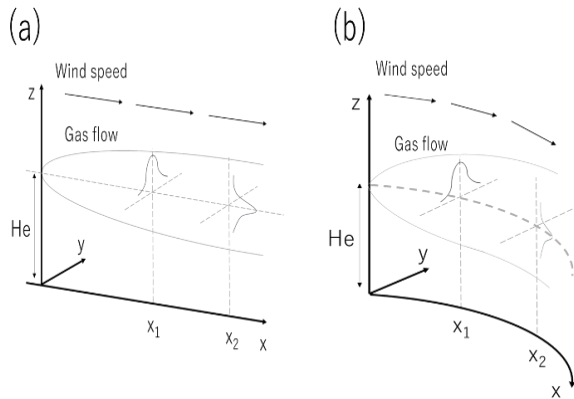 (a)
Wind speed
z
Gas flow
He
y
x₁
x₂
x
(b)
Wind speed
z
Gas flow
He
y
x₁
x₂
x